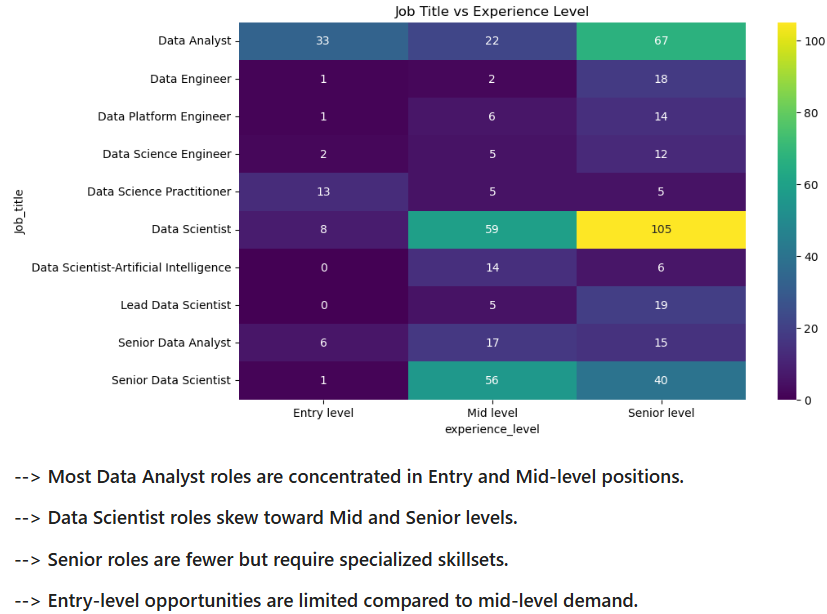 Job Title vs Experience Level
Data Analyst 33 22 67
Data Engineer 1 2 18
Data Platform Engineer 1 6 14
Data Science Engineer 2 5 12
Data Science Practitioner 13 5 5
Data Scientist 8 59 105
Data Scientist-Artificial Intelligence 0 14 6
Lead Data Scientist 0 5 19
Senior Data Analyst 6 17 15
Senior Data Scientist 1 56 40
Job_title
Entry level Mid level Senior level
experience_level
100
80
60
40
20
0
--> Most Data Analyst roles are concentrated in Entry and Mid-level positions.
--> Data Scientist roles skew toward Mid and Senior levels.
--> Senior roles are fewer but require specialized skillsets.
--> Entry-level opportunities are limited compared to mid-level demand.